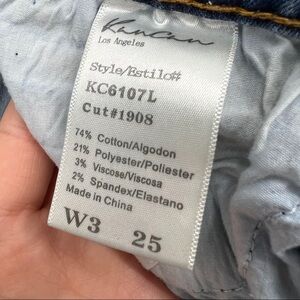 KanCan
Los Angeles
Style/Estilo#
KC6107L
Cut#1908
74% Cotton/Algodon
21% Polyester/Poliester
3% Viscose/Viscosa
2% Spandex/Elastano
Made in China
W3 25